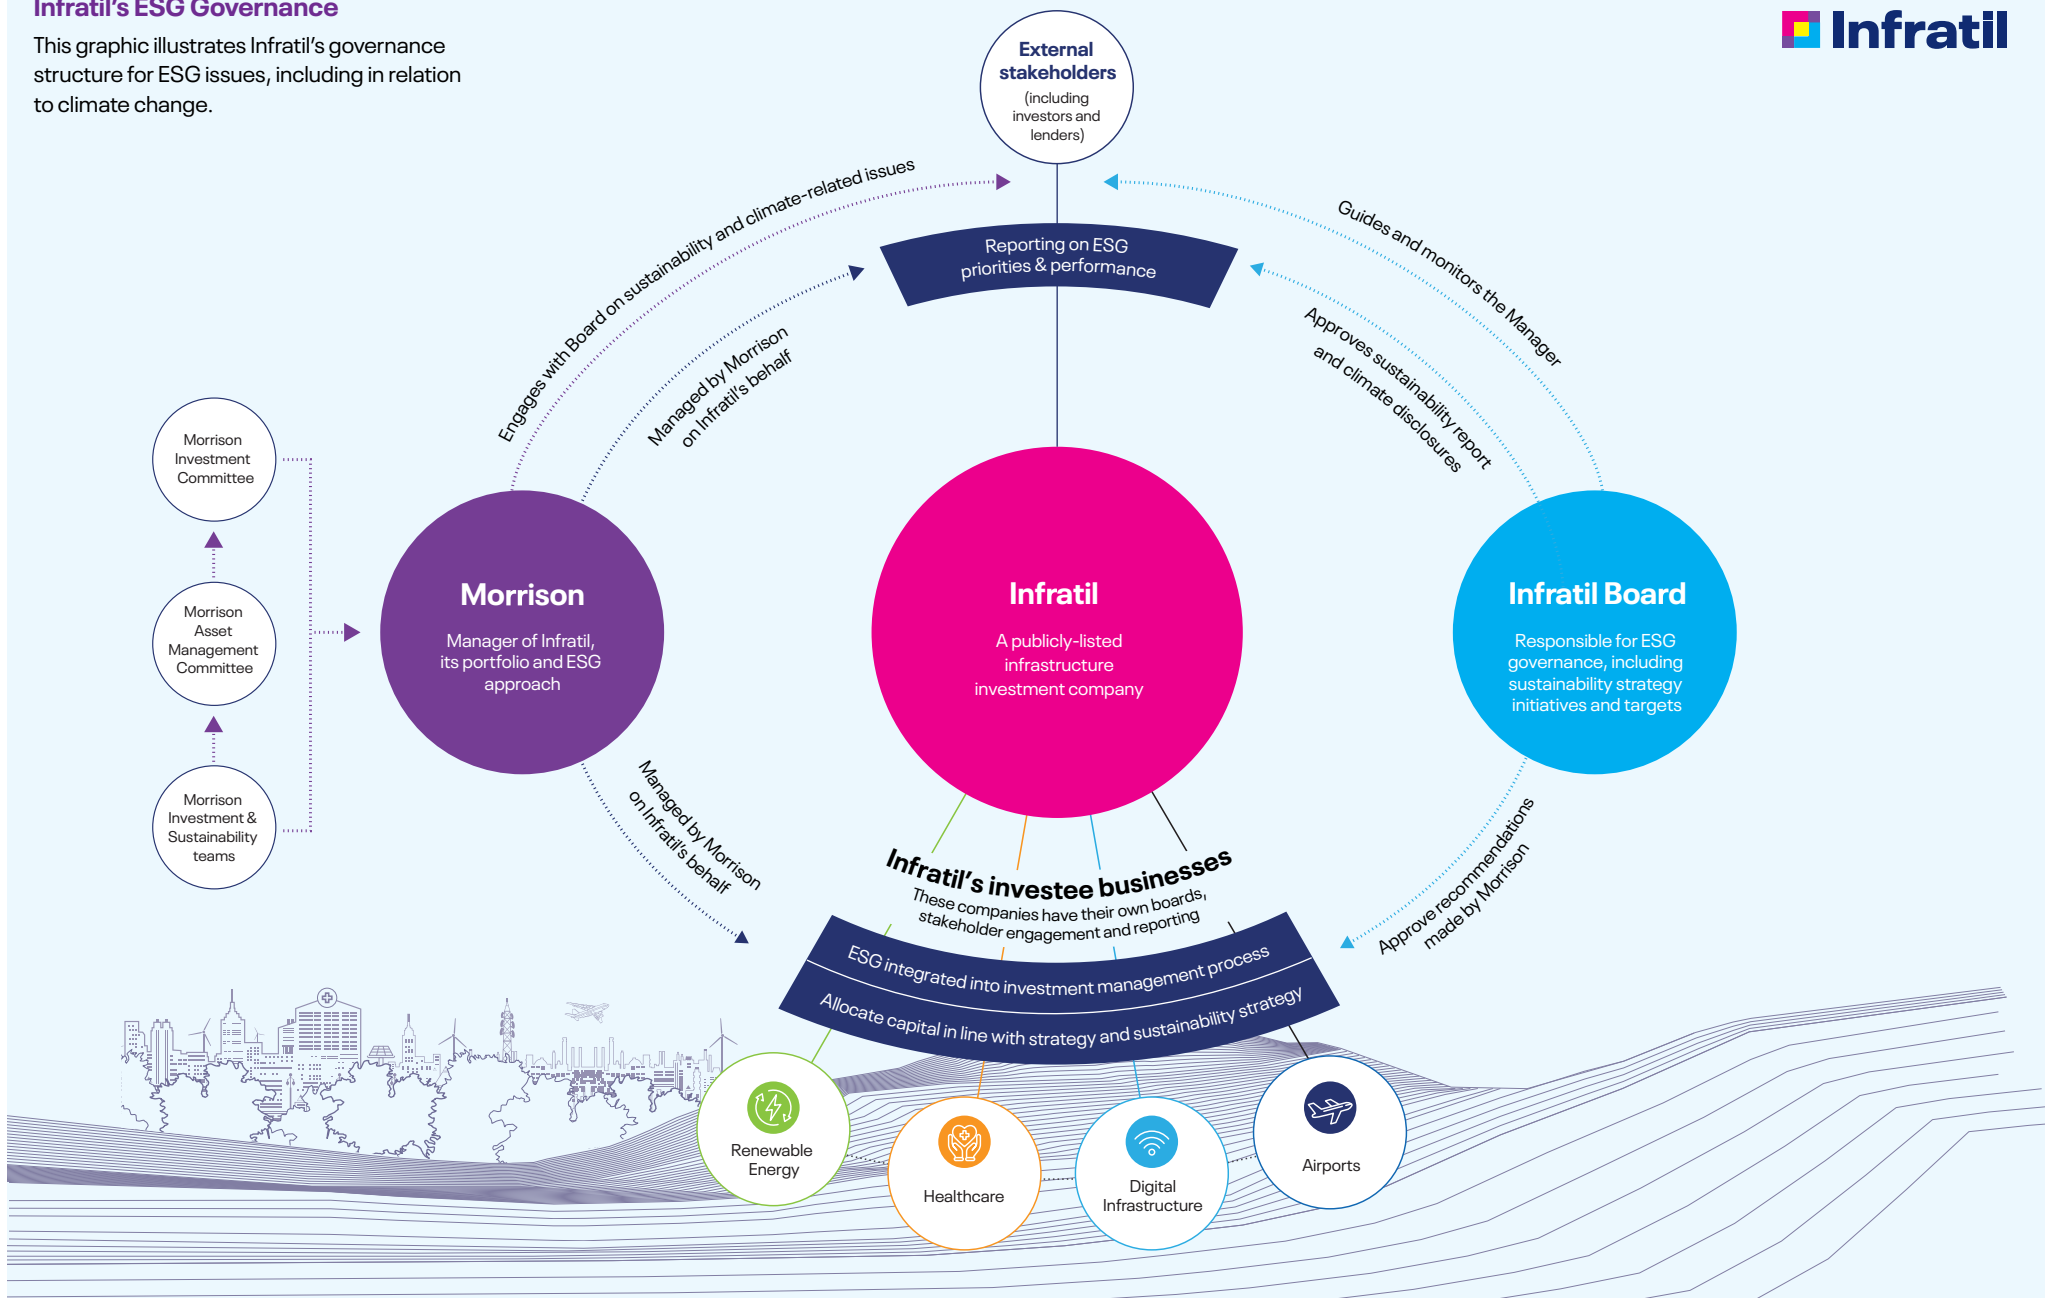 Infratil's ESG Governance
This graphic illustrates Infratil's governance
structure for ESG issues, including in relation
to climate change.
Infratil
External
stakeholders
(including
investors and
lenders)
Engages with Board on sustainability and climate-related issues
Guides and monitors the Manager
Reporting on ESG
priorities & performance
Managed by Morrison
on Infratil's behalf
Approves sustainability report
and climate disclosures
Morrison
Investment
Committee
Morrison
Asset
Management
Committee
Morrison
Investment &
Sustainability
teams
Morrison
Manager of Infratil,
its portfolio and ESG
approach
Infratil
A publicly-listed
infrastructure
investment company
Infratil Board
Responsible for ESG
governance, including
sustainability strategy
initiatives and targets
Managed by Morrison
on Infratil's behalf
Approve recommendations
made by Morrison
Infratil's investee businesses
These companies have their own boards,
stakeholder engagement and reporting
ESG integrated into investment management process
Allocate capital in line with strategy and sustainability strategy
Renewable
Energy
Healthcare
Digital
Infrastructure
Airports